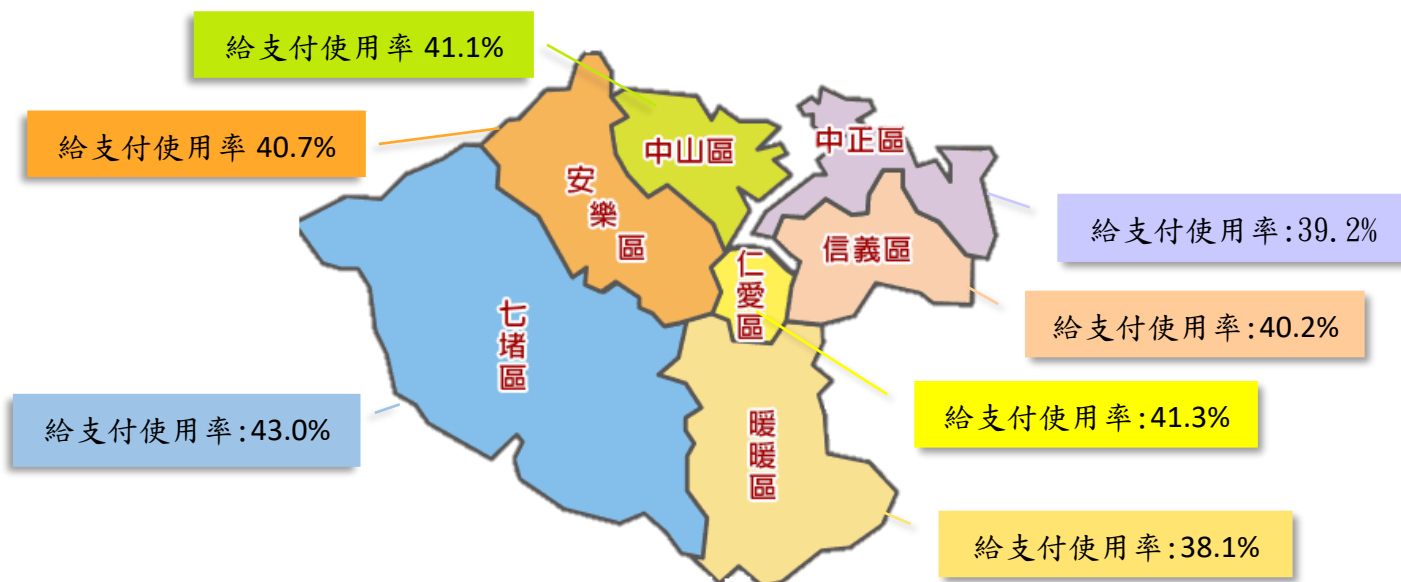 給支付使用率 41.1%
給支付使用率 40.7%
中山區
中正區
安樂區
給支付使用率:39.2%
信義區
仁愛區
給支付使用率:40.2%
七堵區
給支付使用率:43.0%
給支付使用率:41.3%
暖暖區
給支付使用率:38.1%